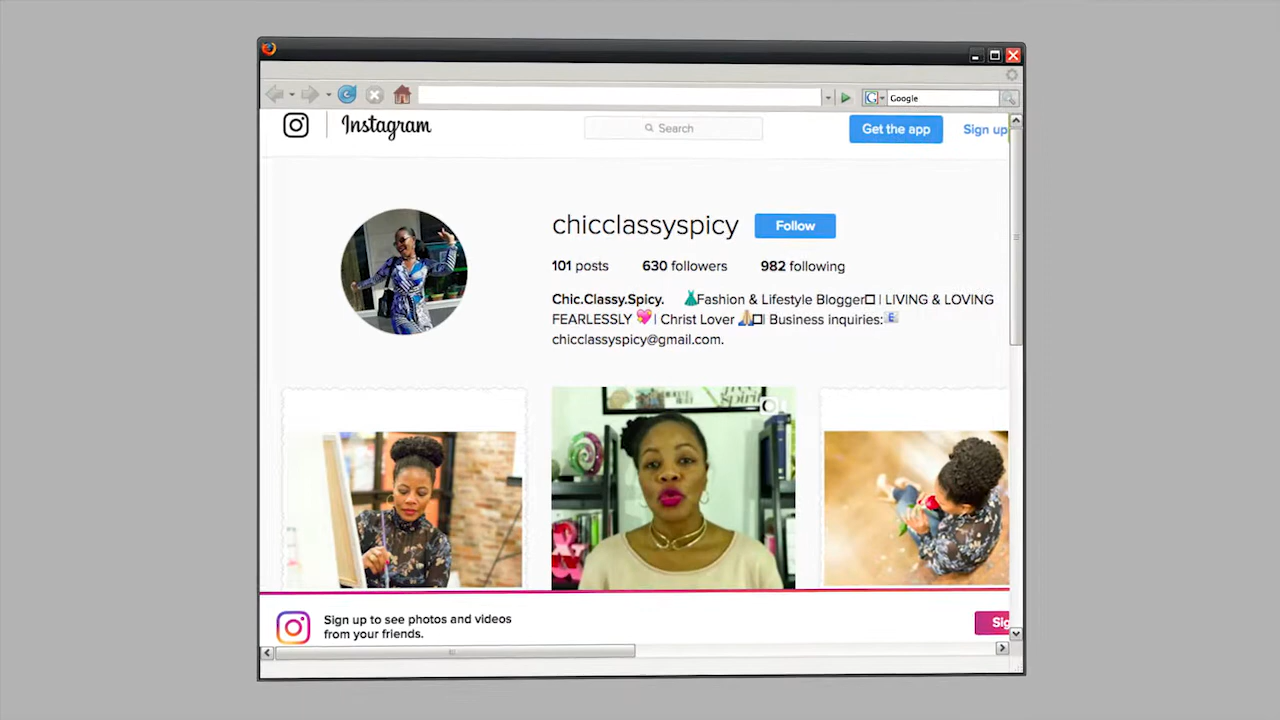 Google
Instagram
Search
Get the app
Sign up
chicclassyspicy
Follow
101 posts 630 followers 982 following
Chic.Classy.Spicy. 👗Fashion & Lifestyle Blogger□ | LIVING & LOVING
FEARLESSLY 💖 | Christ Lover 🙏🏼□| Business inquiries:📧
chicclassyspicy@gmail.com.
Sign up to see photos and videos
from your friends.